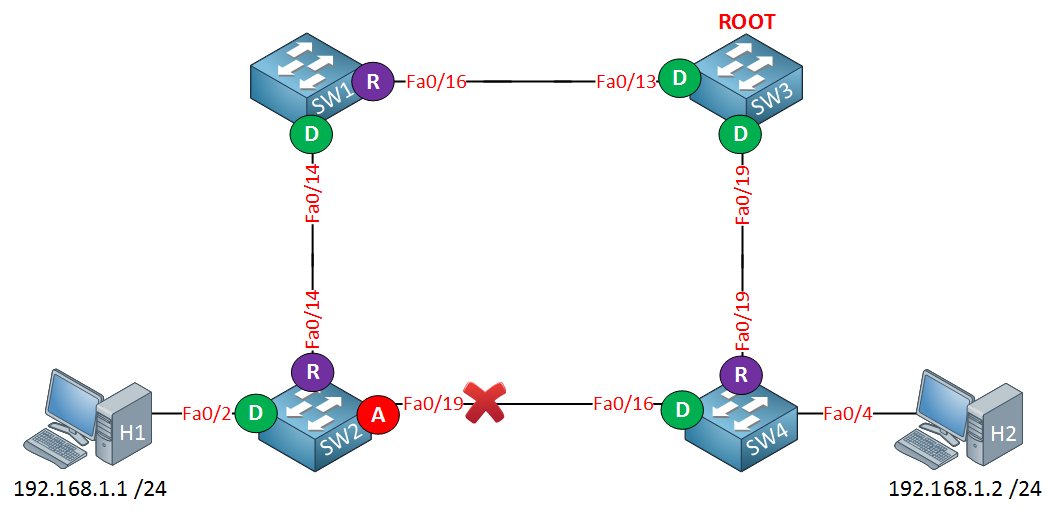 ROOT
SW1
R
Fa0/16
Fa0/13
D
SW3
D
D
Fa0/14
Fa0/19
Fa0/14
Fa0/19
R
R
H1
Fa0/2
D
SW2
A
Fa0/19
Fa0/16
D
SW4
Fa0/4
H2
192.168.1.1 /24
192.168.1.2 /24